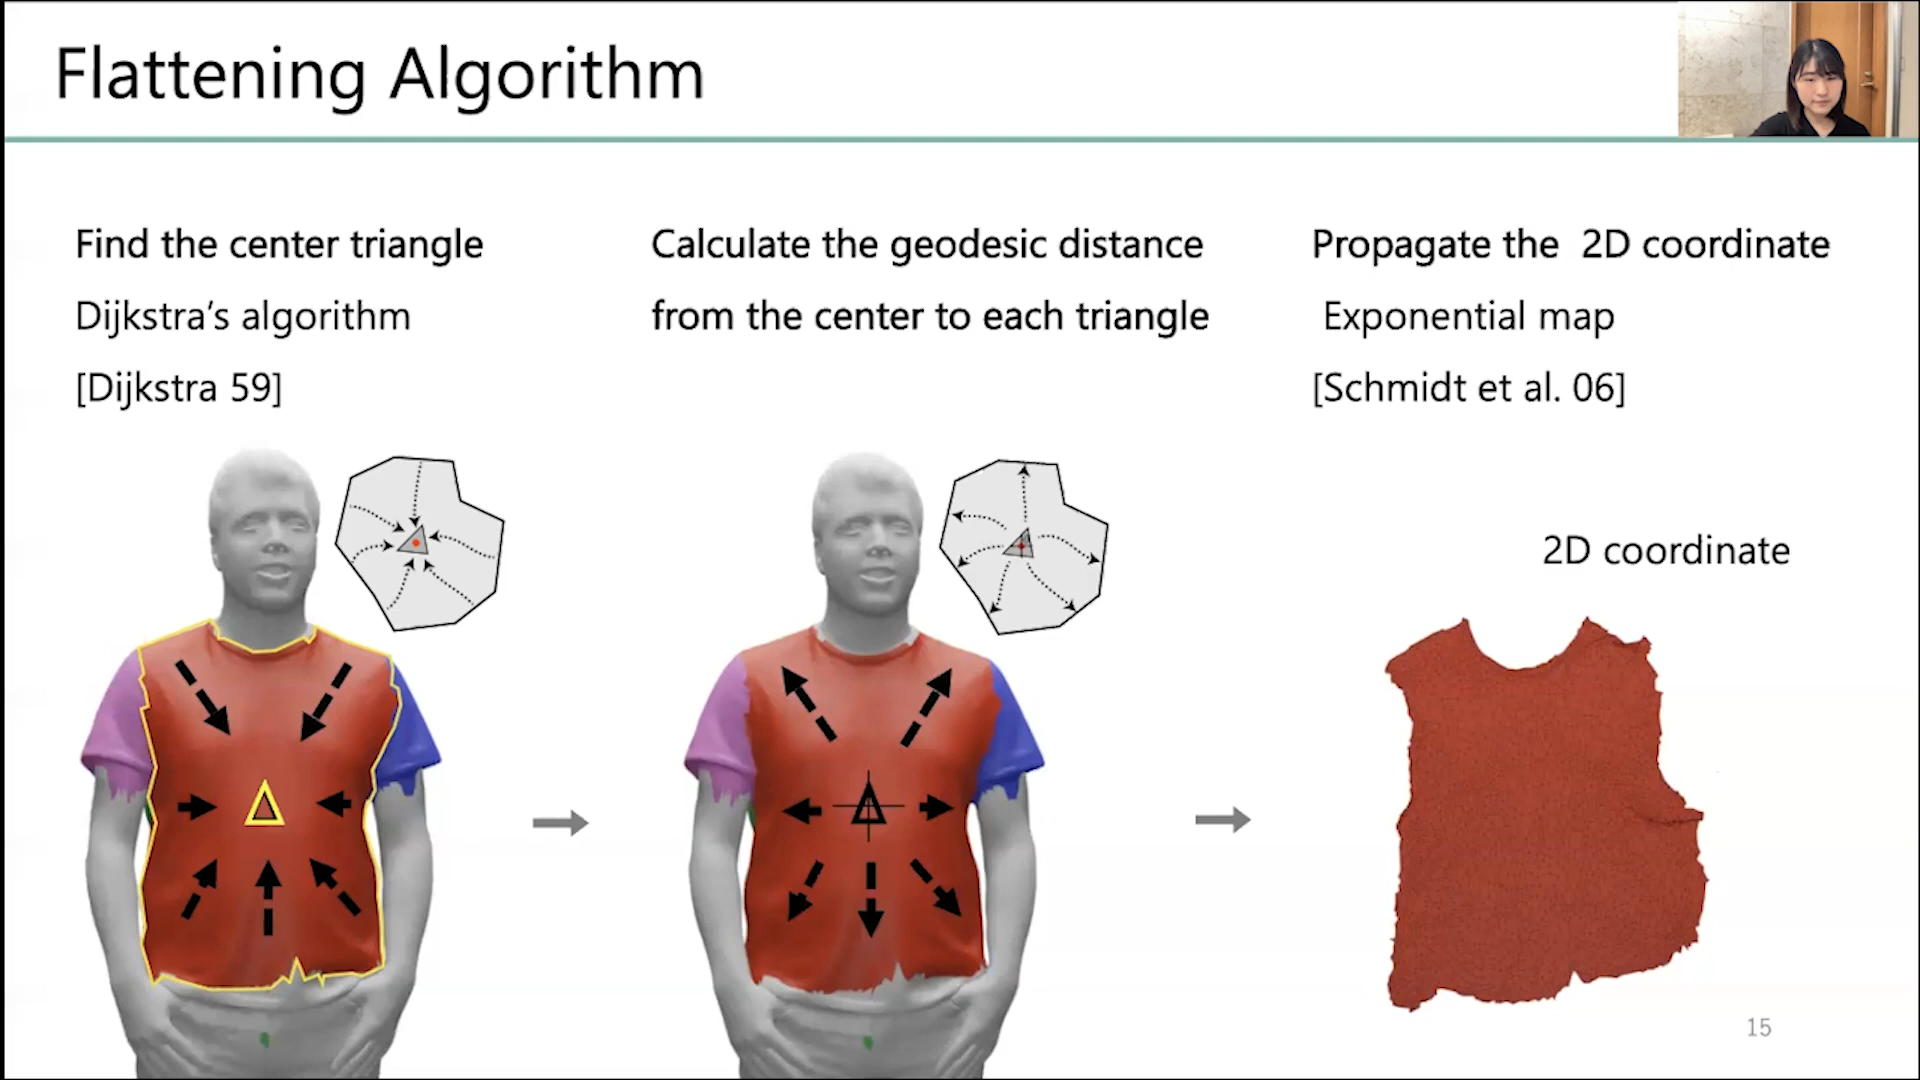 Flattening Algorithm
Find the center triangle
Dijkstra's algorithm
[Dijkstra 59]
Calculate the geodesic distance
from the center to each triangle
Propagate the 2D coordinate
Exponential map
[Schmidt et al. 06]
2D coordinate
15